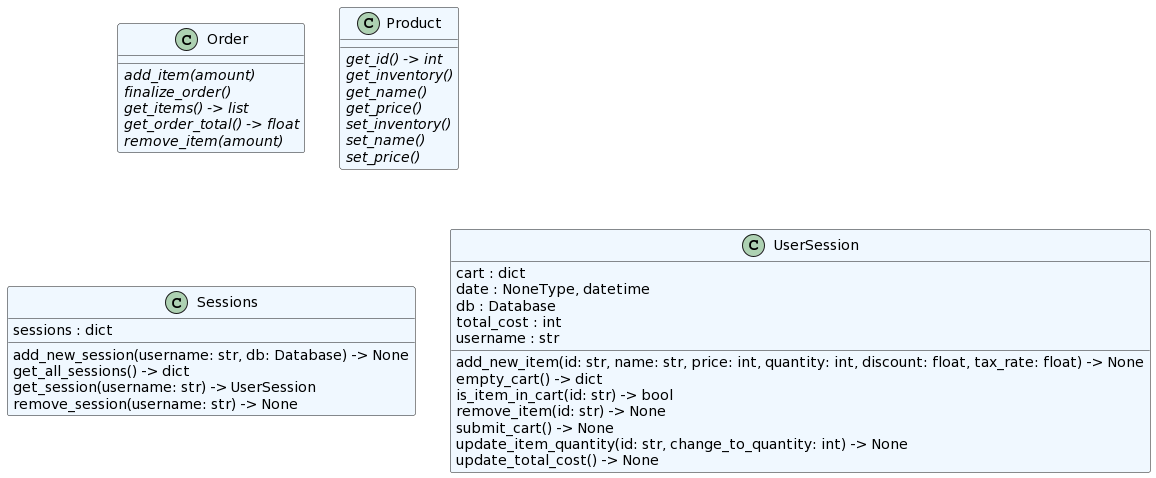 C Order
add_item(amount)
finalize_order()
get_items() -> list
get_order_total() -> float
remove_item(amount)
C Product
get_id() -> int
get_inventory()
get_name()
get_price()
set_inventory()
set_name()
set_price()
C Sessions
sessions : dict
add_new_session(username: str, db: Database) -> None
get_all_sessions() -> dict
get_session(username: str) -> UserSession
remove_session(username: str) -> None
C UserSession
cart : dict
date : NoneType, datetime
db : Database
total_cost : int
username : str
add_new_item(id: str, name: str, price: int, quantity: int, discount: float, tax_rate: float) -> None
empty_cart() -> dict
is_item_in_cart(id: str) -> bool
remove_item(id: str) -> None
submit_cart() -> None
update_item_quantity(id: str, change_to_quantity: int) -> None
update_total_cost() -> None